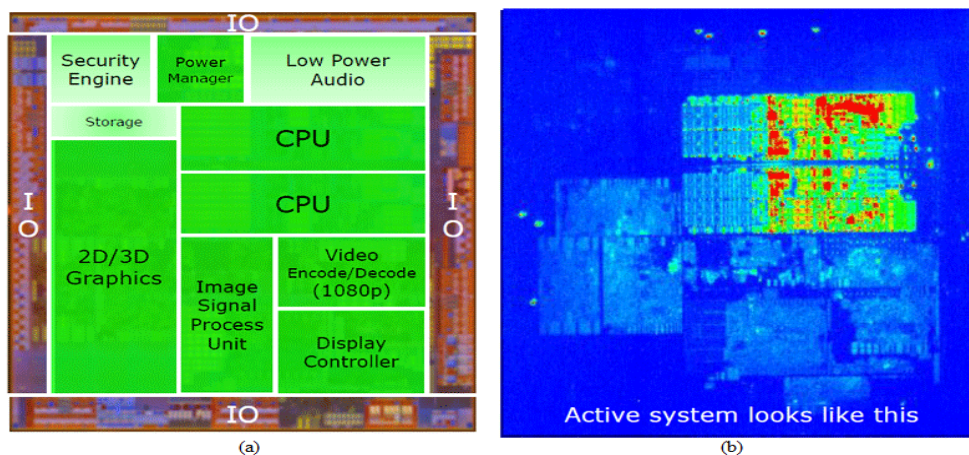 IO
Security
Engine
Power
Manager
Low Power
Audio
Storage
CPU
CPU
I
O
I
O
2D/3D
Graphics
Image
Signal
Process
Unit
Video
Encode/Decode
(1080p)
Display
Controller
IO
(a)
Active system looks like this
(b)